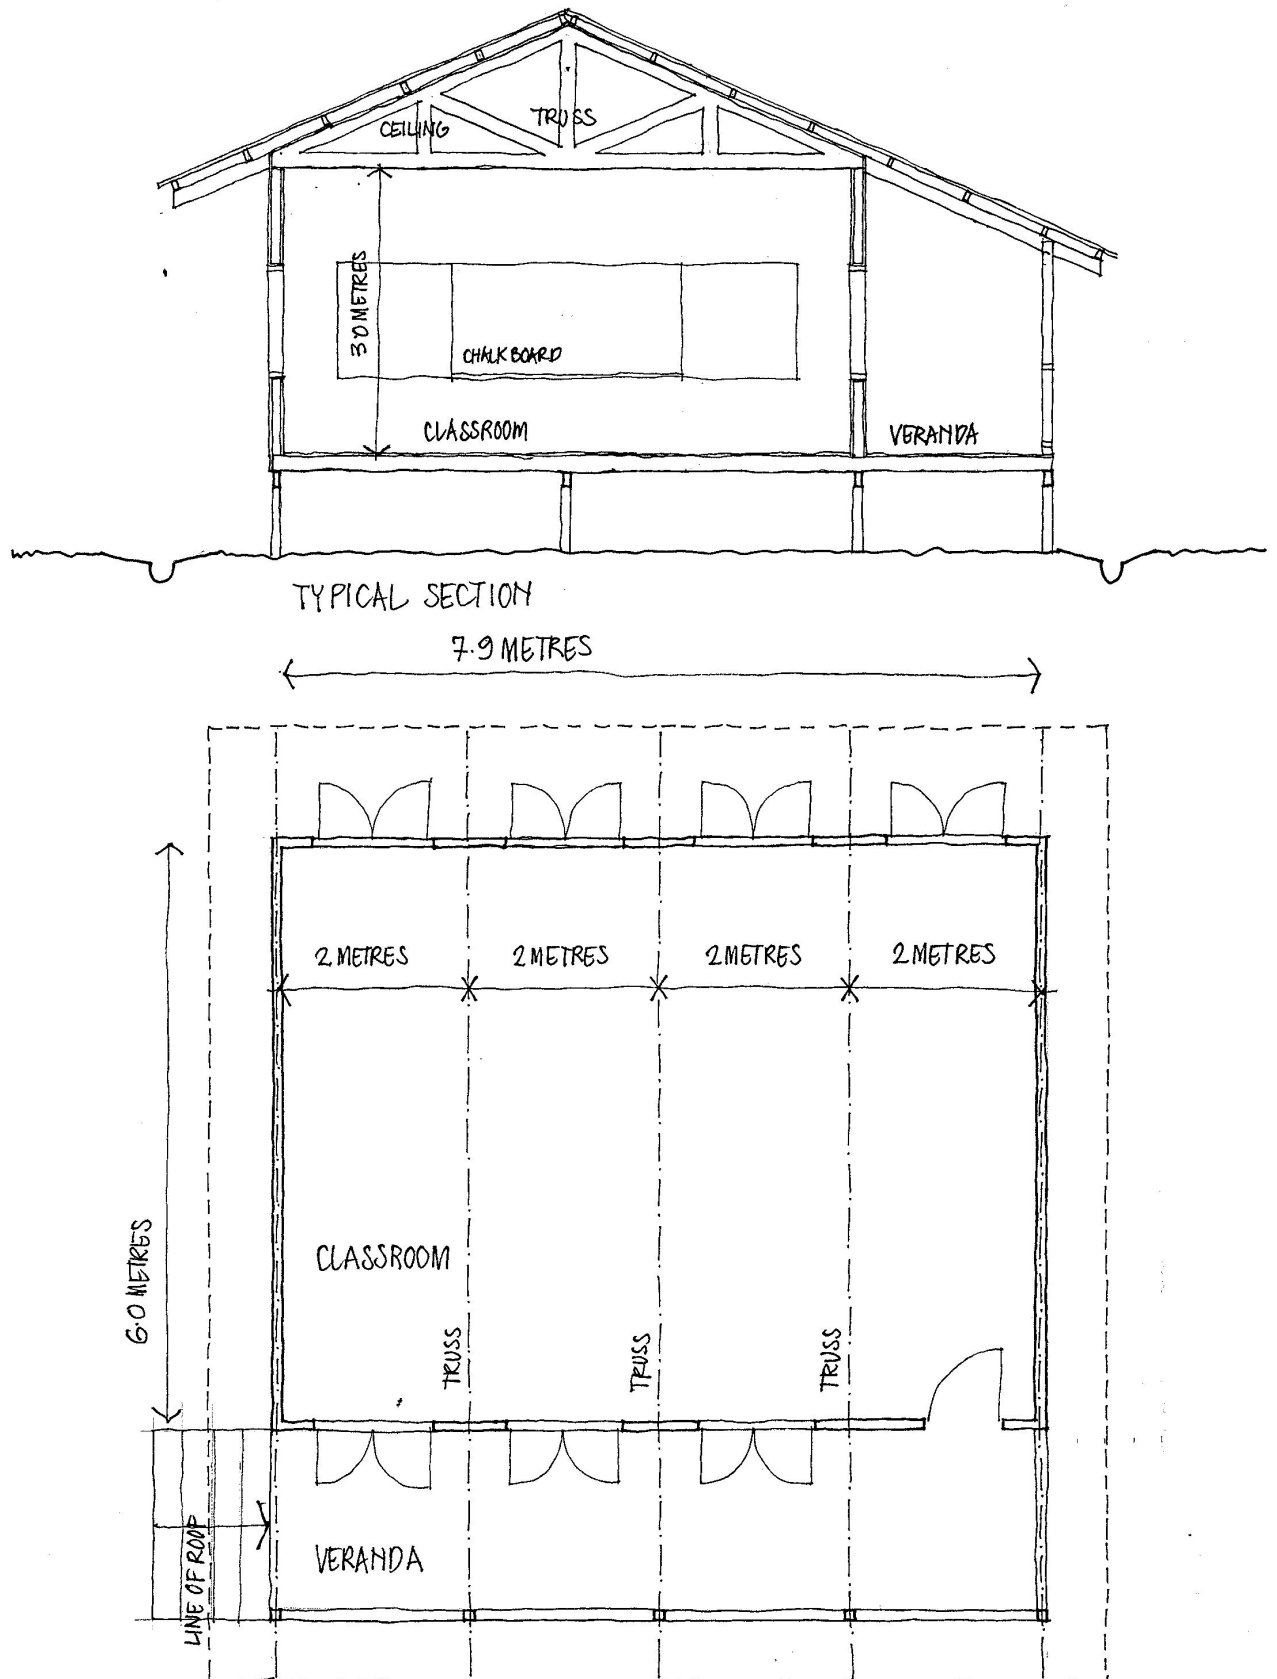 CEILING
TRUSS
3.0 METRES
CHALKBOARD
CLASSROOM
VERANDA
TYPICAL SECTION
7.9 METRES
2 METRES
2 METRES
2 METRES
2 METRES
6.0 METRES
CLASSROOM
TRUSS
TRUSS
TRUSS
VERANDA
LINE OF ROOF